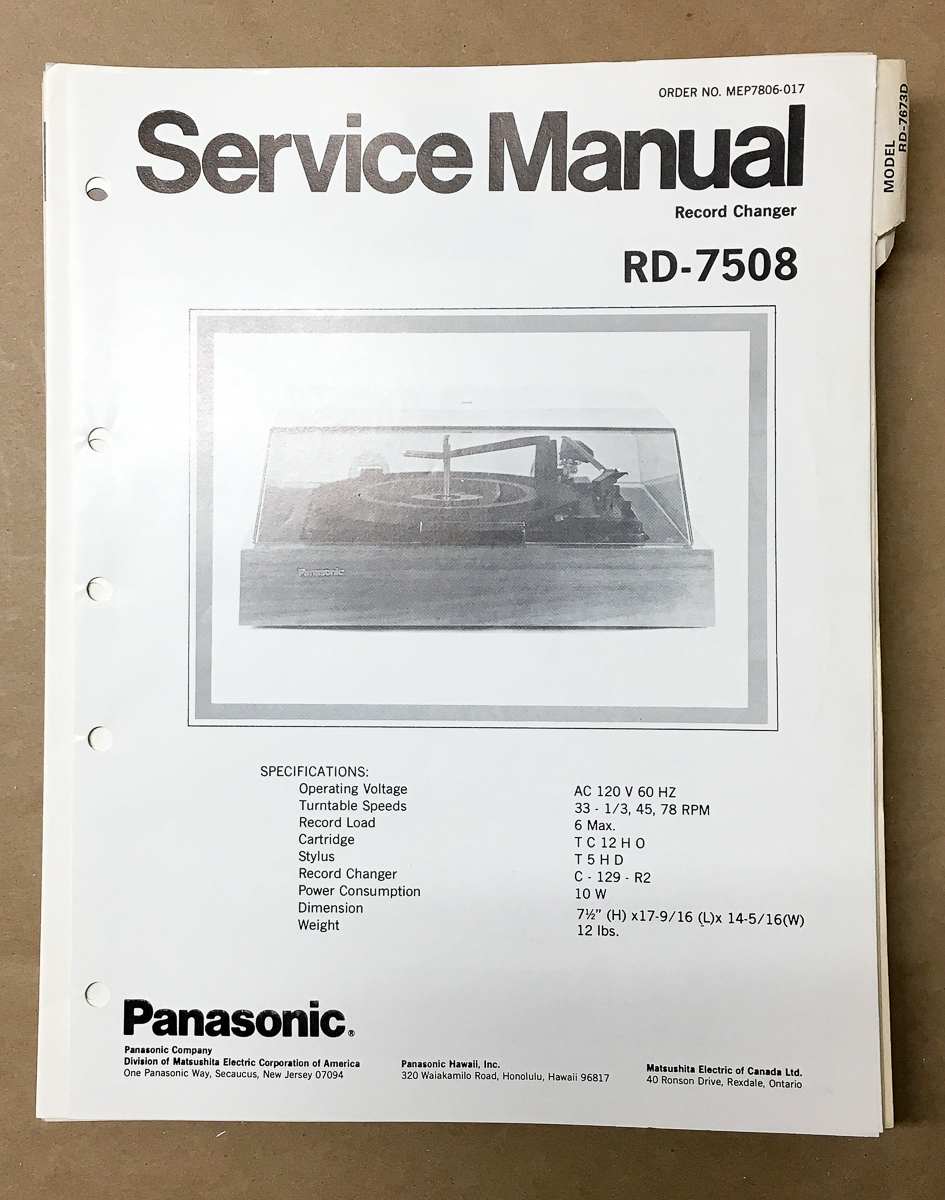 ORDER NO. MEP7806-017
Service Manual
Record Changer
RD-7508
MODEL
RD-7673D
Panasonic
SPECIFICATIONS:
Operating Voltage AC 120 V 60 HZ
Turntable Speeds 33 - 1/3, 45, 78 RPM
Record Load 6 Max.
Cartridge T C 12 H O
Stylus T 5 H D
Record Changer C - 129 - R2
Power Consumption 10 W
Dimension 7½" (H) x17-9/16 (L)x 14-5/16(W)
Weight 12 lbs.
Panasonic®
Panasonic Company
Division of Matsushita Electric Corporation of America
One Panasonic Way, Secaucus, New Jersey 07094
Panasonic Hawaii, Inc.
320 Waiakamilo Road, Honolulu, Hawaii 96817
Matsushita Electric of Canada Ltd.
40 Ronson Drive, Rexdale, Ontario